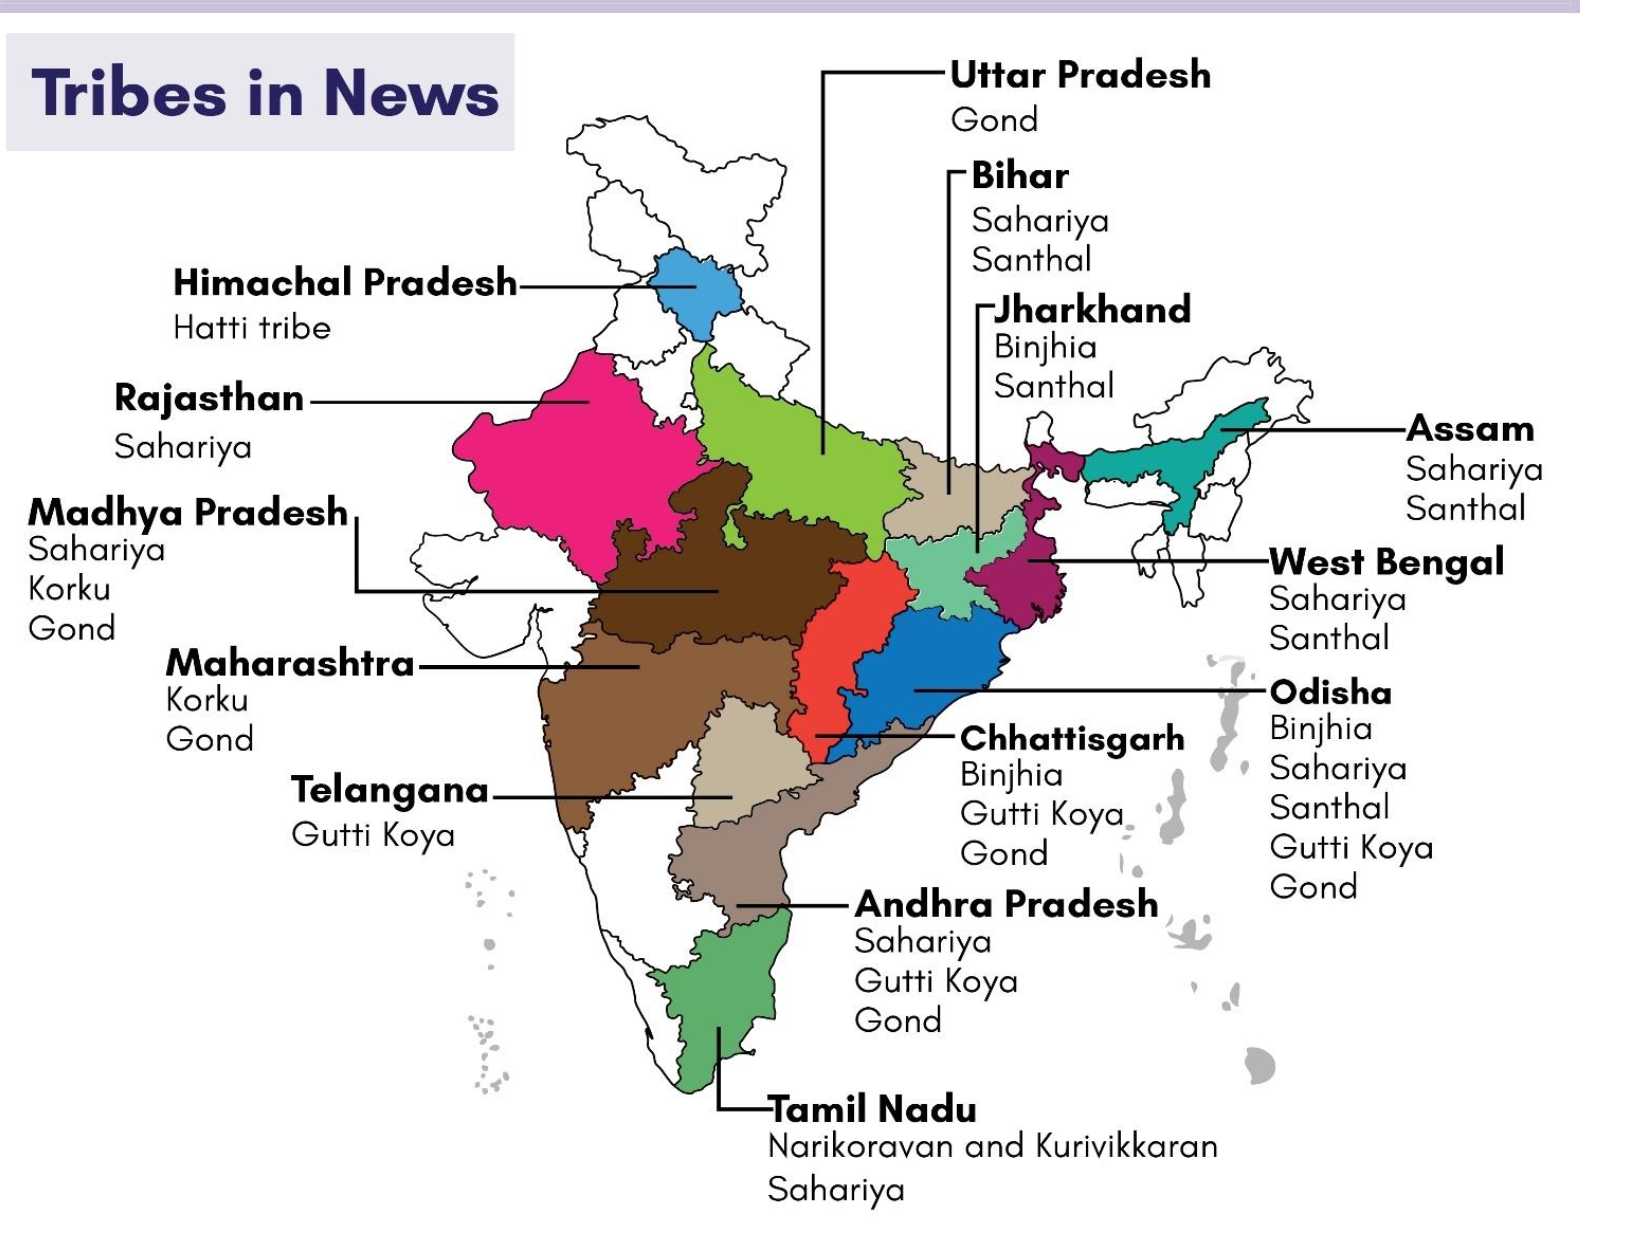 Tribes in News
Uttar Pradesh
Gond
Bihar
Sahariya
Santhal
Himachal Pradesh
Hatti tribe
Jharkhand
Binjhia
Santhal
Rajasthan
Sahariya
Assam
Sahariya
Santhal
Madhya Pradesh
Sahariya
Korku
Gond
West Bengal
Sahariya
Santhal
Maharashtra
Korku
Gond
Odisha
Binjhia
Sahariya
Santhal
Gutti Koya
Gond
Chhattisgarh
Binjhia
Gutti Koya
Gond
Telangana
Gutti Koya
Andhra Pradesh
Sahariya
Gutti Koya
Gond
Tamil Nadu
Narikoravan and Kurivikkaran
Sahariya